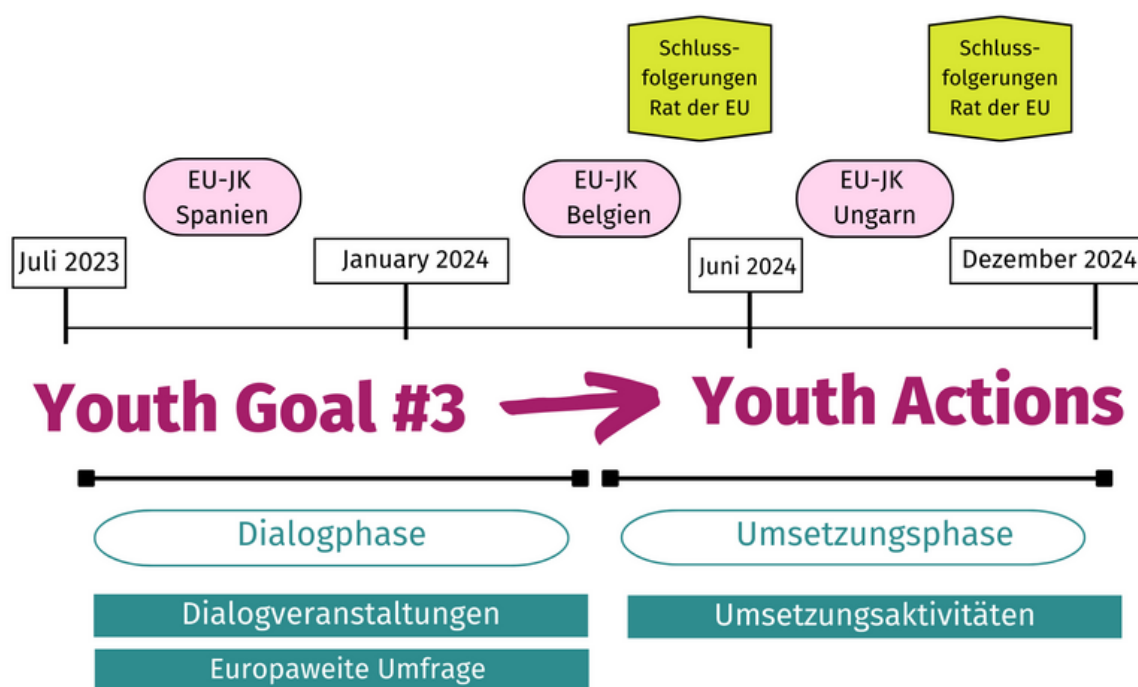 Schluss-
folgerungen
Rat der EU
Schluss-
folgerungen
Rat der EU
EU-JK
Spanien
EU-JK
Belgien
EU-JK
Ungarn
Juli 2023
January 2024
Juni 2024
Dezember 2024
Youth Goal #3
Youth Actions
Dialogphase
Umsetzungsphase
Dialogveranstaltungen
Umsetzungsaktivitäten
Europaweite Umfrage